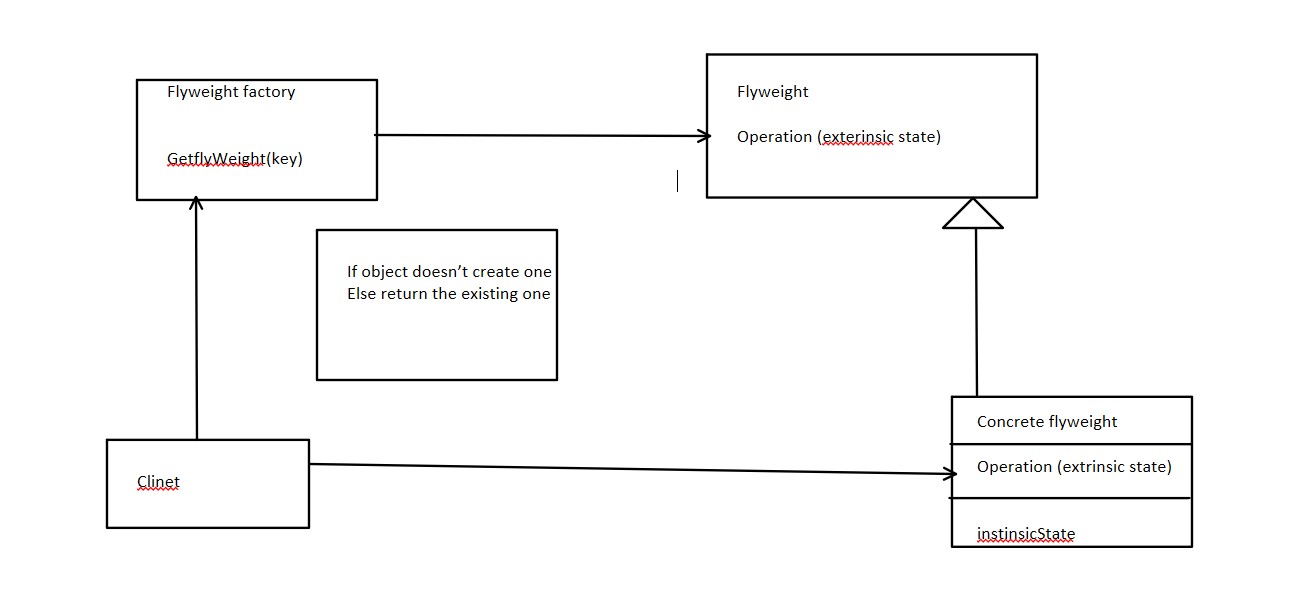 Flyweight factory
GetflyWeight(key)
Flyweight
Operation (exterinsic state)
If object doesn’t create one
Else return the existing one
Clinet
Concrete flyweight
Operation (extrinsic state)
instinsicState